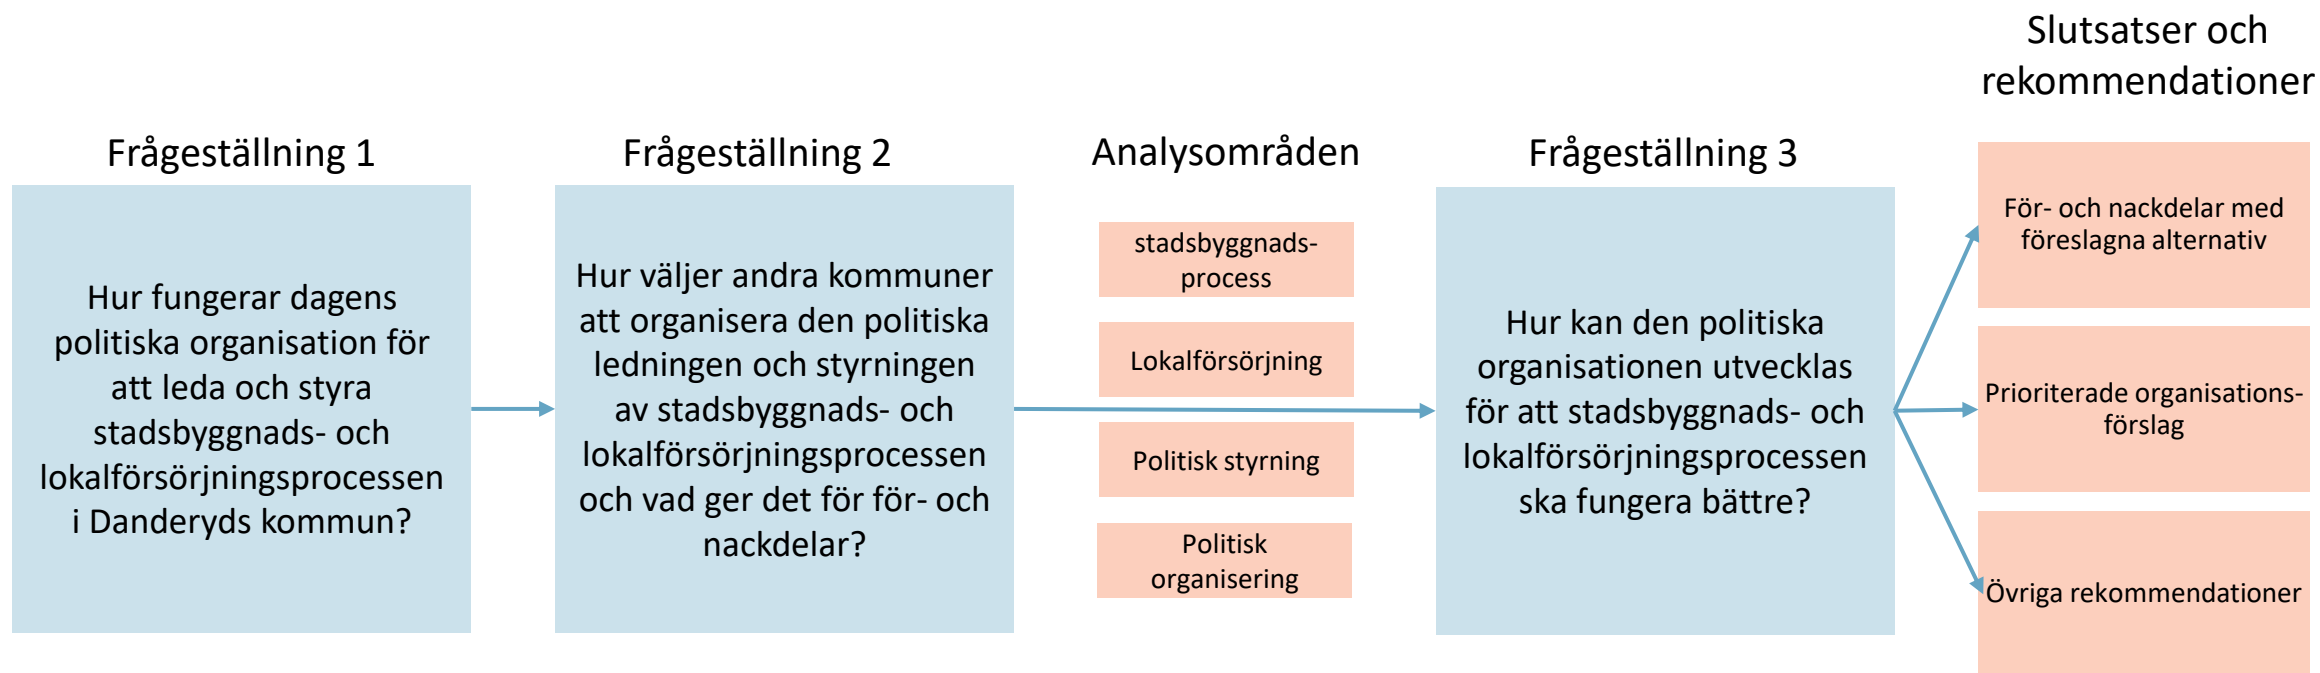 Frågeställning 1
Hur fungerar dagens
politiska organisation för
att leda och styra
stadsbyggnads- och
lokalförsörjningsprocessen
i Danderyds kommun?
Frågeställning 2
Hur väljer andra kommuner
att organisera den politiska
ledningen och styrningen
av stadsbyggnads- och
lokalförsörjningsprocessen
och vad ger det för för- och
nackdelar?
Analysområden
stadsbyggnads-
process
Lokalförsörjning
Politisk styrning
Politisk
organisering
Frågeställning 3
Hur kan den politiska
organisationen utvecklas
för att stadsbyggnads- och
lokalförsörjningsprocessen
ska fungera bättre?
Slutsatser och
rekommendationer
För- och nackdelar med
föreslagna alternativ
Prioriterade organisations-
förslag
Övriga rekommendationer